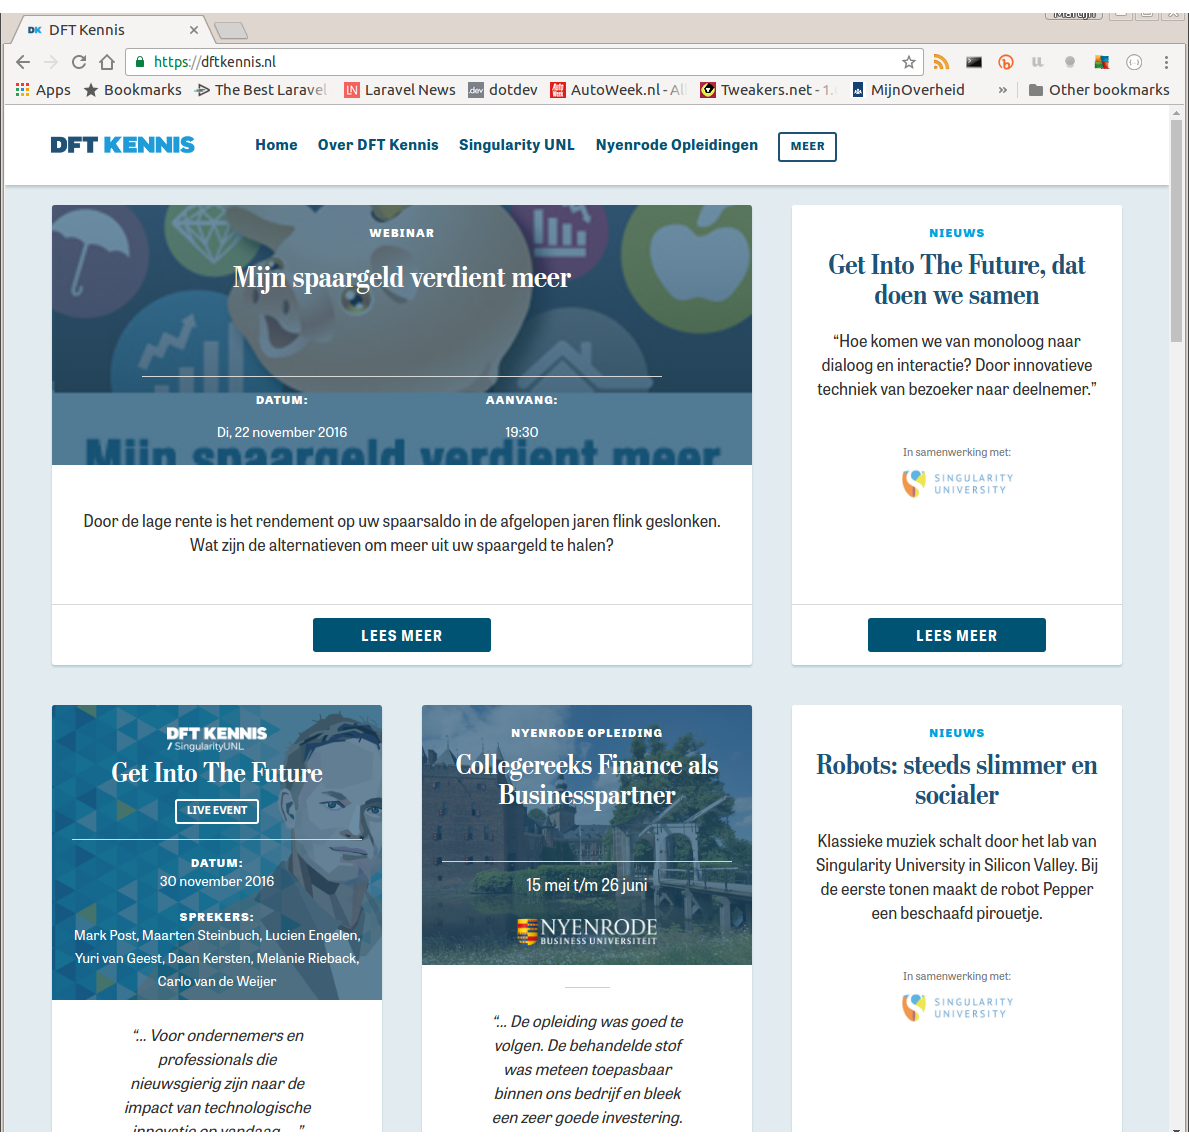 Martijn
DK DFT Kennis
https://dftkennis.nl
Apps Bookmarks The Best Laravel Laravel News dotdev AutoWeek.nl - Al Tweakers.net - 1. MijnOverheid » Other bookmarks
DFT KENNIS Home Over DFT Kennis Singularity UNL Nyenrode Opleidingen MEER
WEBINAR
Mijn spaargeld verdient meer
DATUM: AANVANG:
Di, 22 november 2016 19:30
Mijn spaargeld verdient meer
Door de lage rente is het rendement op uw spaarsaldo in de afgelopen jaren flink geslonken.
Wat zijn de alternatieven om meer uit uw spaargeld te halen?
LEES MEER
NIEUWS
Get Into The Future, dat
doen we samen
“Hoe komen we van monoloog naar
dialoog en interactie? Door innovatieve
techniek van bezoeker naar deelnemer.”
In samenwerking met:
SINGULARITY
UNIVERSITY
LEES MEER
DFT KENNIS
/ SingularityUNL
Get Into The Future
LIVE EVENT
DATUM:
30 november 2016
SPREKERS:
Mark Post, Maarten Steinbuch, Lucien Engelen,
Yuri van Geest, Daan Kersten, Melanie Rieback,
Carlo van de Weijer
“... Voor ondernemers en
professionals die
nieuwsgierig zijn naar de
impact van technologische
innovatie op vandaag ...”
NYENRODE OPLEIDING
Collegereeks Finance als
Businesspartner
15 mei t/m 26 juni
NYENRODE
BUSINESS UNIVERSITEIT
“... De opleiding was goed te
volgen. De behandelde stof
was meteen toepasbaar
binnen ons bedrijf en bleek
een zeer goede investering.
NIEUWS
Robots: steeds slimmer en
socialer
Klassieke muziek schalt door het lab van
Singularity University in Silicon Valley. Bij
de eerste tonen maakt de robot Pepper
een beschaafd pirouetje.
In samenwerking met:
SINGULARITY
UNIVERSITY